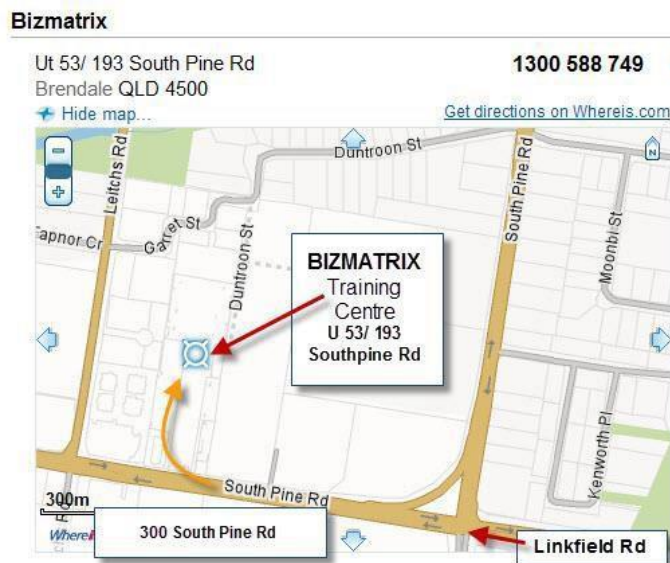 Bizmatrix
Ut 53/ 193 South Pine Rd
1300 588 749
Brendale QLD 4500
Hide map...
Get directions on Whereis.com
Leitchs Rd
Duntroon St
South Pine Rd
N
Moonbl St
Garret St
Tapnor Cr
Duntroon St
BIZMATRIX
Training
Centre
U 53/ 193
Southpine Rd
Kenworth Pl
South Pine Rd
300m
Whereis
300 South Pine Rd
Linkfield Rd